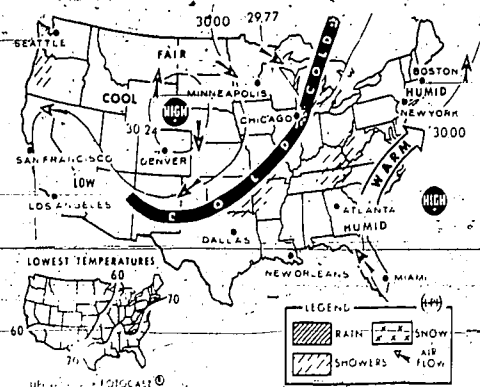 3000 29.77
SEATTLE
FAIR
COLD
COOL
MINNEAPOLIS
BOSTON
HUMID
NEW YORK
HIGH
CHICAGO
30.24
3000
DENVER
SAN FRANCISCO
COLD
WARM
LOW
HIGH
LOS ANGELES
ATLANTA
HUMID
DALLAS
LOWEST TEMPERATURES
60
NEW ORLEANS
MIAMI
70
LEGEND
60
RAIN SNOW
70
SHOWERS AIR FLOW
FOTOCAST